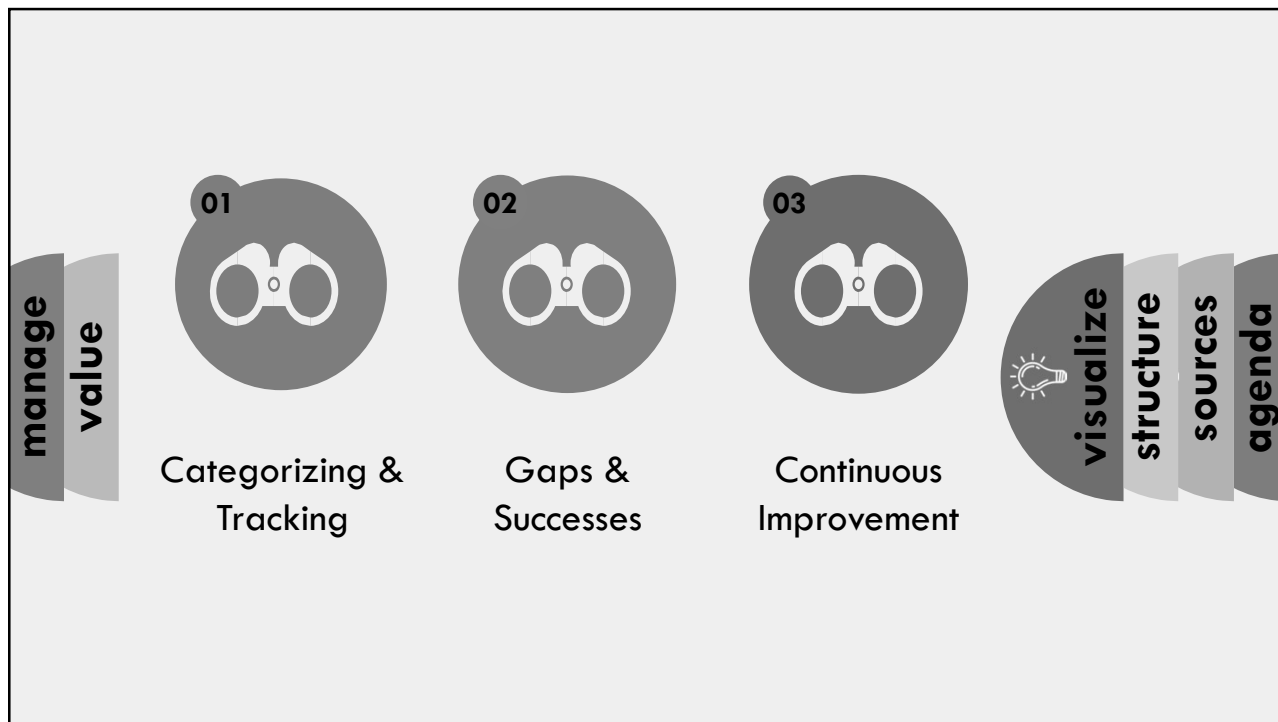 manage
value
01
Categorizing &
Tracking
02
Gaps &
Successes
03
Continuous
Improvement
visualize
structure
sources
agenda